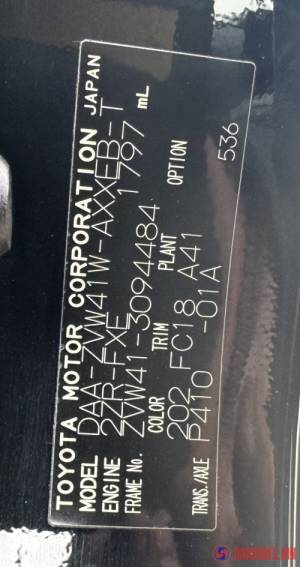 TOYOTA MOTOR CORPORATION JAPAN
MODEL DAA-ZVW41W-AXXEB-T
ENGINE 2ZR-FXE 1797 mL
FRAME No. ZVW41-3094484
COLOR TRIM PLANT OPTION
202 FC18 A41
TRANS./AXLE P410 -01A
536